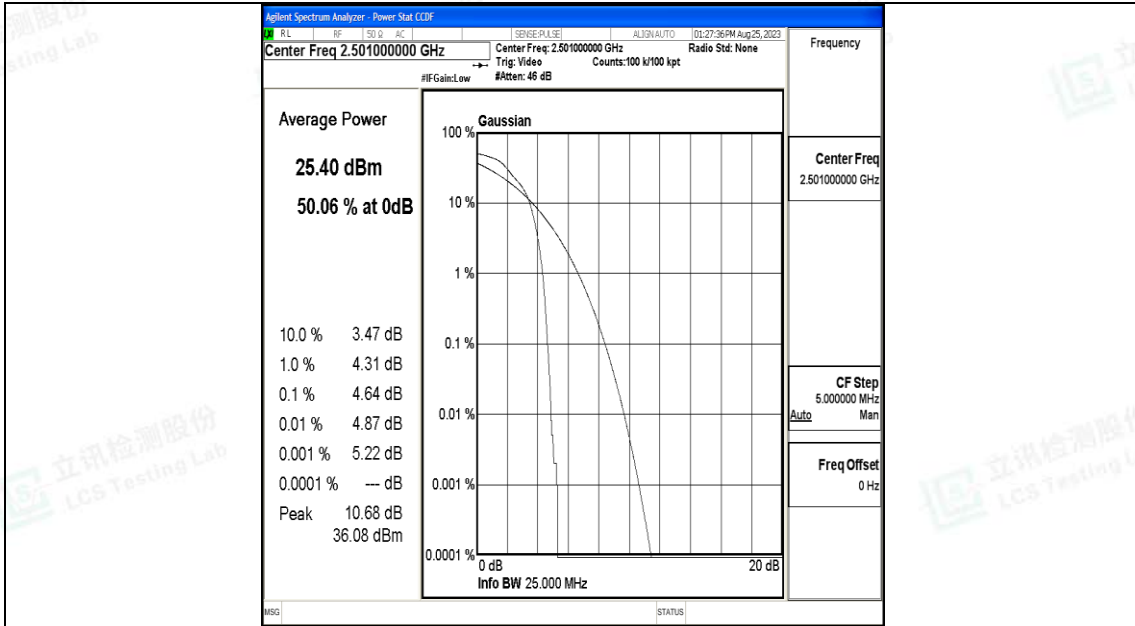 Agilent Spectrum Analyzer - Power Stat CCDF
RL RF 50 Ω AC SENSE:PULSE ALIGN AUTO 01:27:36 PM Aug 25, 2023
Center Freq 2.501000000 GHz
Center Freq: 2.501000000 GHz Radio Std: None
Trig: Video Counts:100 k/100 kpt
#IFGain:Low #Atten: 46 dB
Average Power
25.40 dBm
50.06 % at 0dB
10.0 % 3.47 dB
1.0 % 4.31 dB
0.1 % 4.64 dB
0.01 % 4.87 dB
0.001 % 5.22 dB
0.0001 % --- dB
Peak 10.68 dB
36.08 dBm
Gaussian
100 %
10 %
1 %
0.1 %
0.01 %
0.001 %
0.0001 %
0 dB 20 dB
Info BW 25.000 MHz
Frequency
Center Freq
2.501000000 GHz
CF Step
5.000000 MHz
Auto Man
Freq Offset
0 Hz
MSG STATUS
立讯检测股份
LCS Testing Lab